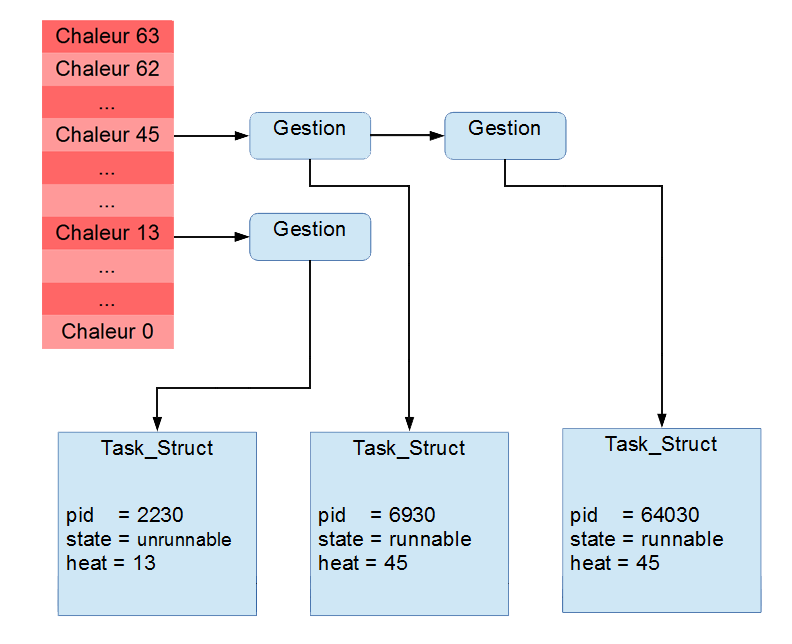 Chaleur 63
Chaleur 62
...
Chaleur 45
...
...
Chaleur 13
...
...
Chaleur 0
Gestion
Gestion
Gestion
Task_Struct
pid = 2230
state = unrunnable
heat = 13
Task_Struct
pid = 6930
state = runnable
heat = 45
Task_Struct
pid = 64030
state = runnable
heat = 45